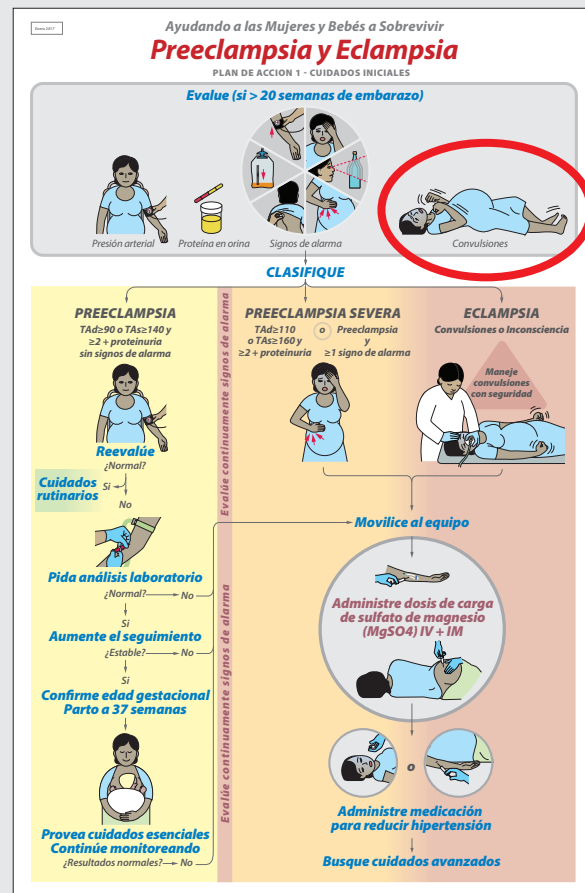 Enero 2017
Ayudando a las Mujeres y Bebés a Sobrevivir
Preeclampsia y Eclampsia
PLAN DE ACCION 1 - CUIDADOS INICIALES
Evalue (si > 20 semanas de embarazo)
Presión arterial
Proteína en orina
Signos de alarma
Convulsiones
CLASIFIQUE
PREECLAMPSIA
TAd≥90 o TAs≥140 y
≥2 + proteinuria
sin signos de alarma
Reevalúe
¿Normal?
Si
Cuidados
rutinarios
No
Pida análisis laboratorio
¿Normal?
No
Si
Aumente el seguimiento
¿Estable?
No
Si
Confirme edad gestacional
Parto a 37 semanas
Provea cuidados esenciales
Continúe monitoreando
¿Resultados normales?
No
Evalúe continuamente signos de alarma
Evalúe continuamente signos de alarma
PREECLAMPSIA SEVERA
TAd≥110
o TAs≥160 y
≥2 + proteinuria
o
Preeclampsia
y
≥1 signo de alarma
ECLAMPSIA
Convulsiones o Inconsciencia
Maneje
convulsiones
con seguridad
Movilice al equipo
Administre dosis de carga
de sulfato de magnesio
(MgSO4) IV + IM
o
Administre medicación
para reducir hipertensión
Busque cuidados avanzados